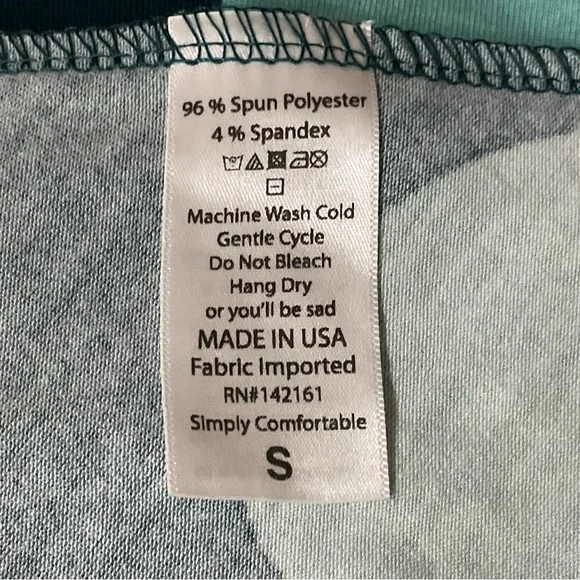 96 % Spun Polyester
4 % Spandex
Machine Wash Cold
Gentle Cycle
Do Not Bleach
Hang Dry
or you'll be sad
MADE IN USA
Fabric Imported
RN#142161
Simply Comfortable
S